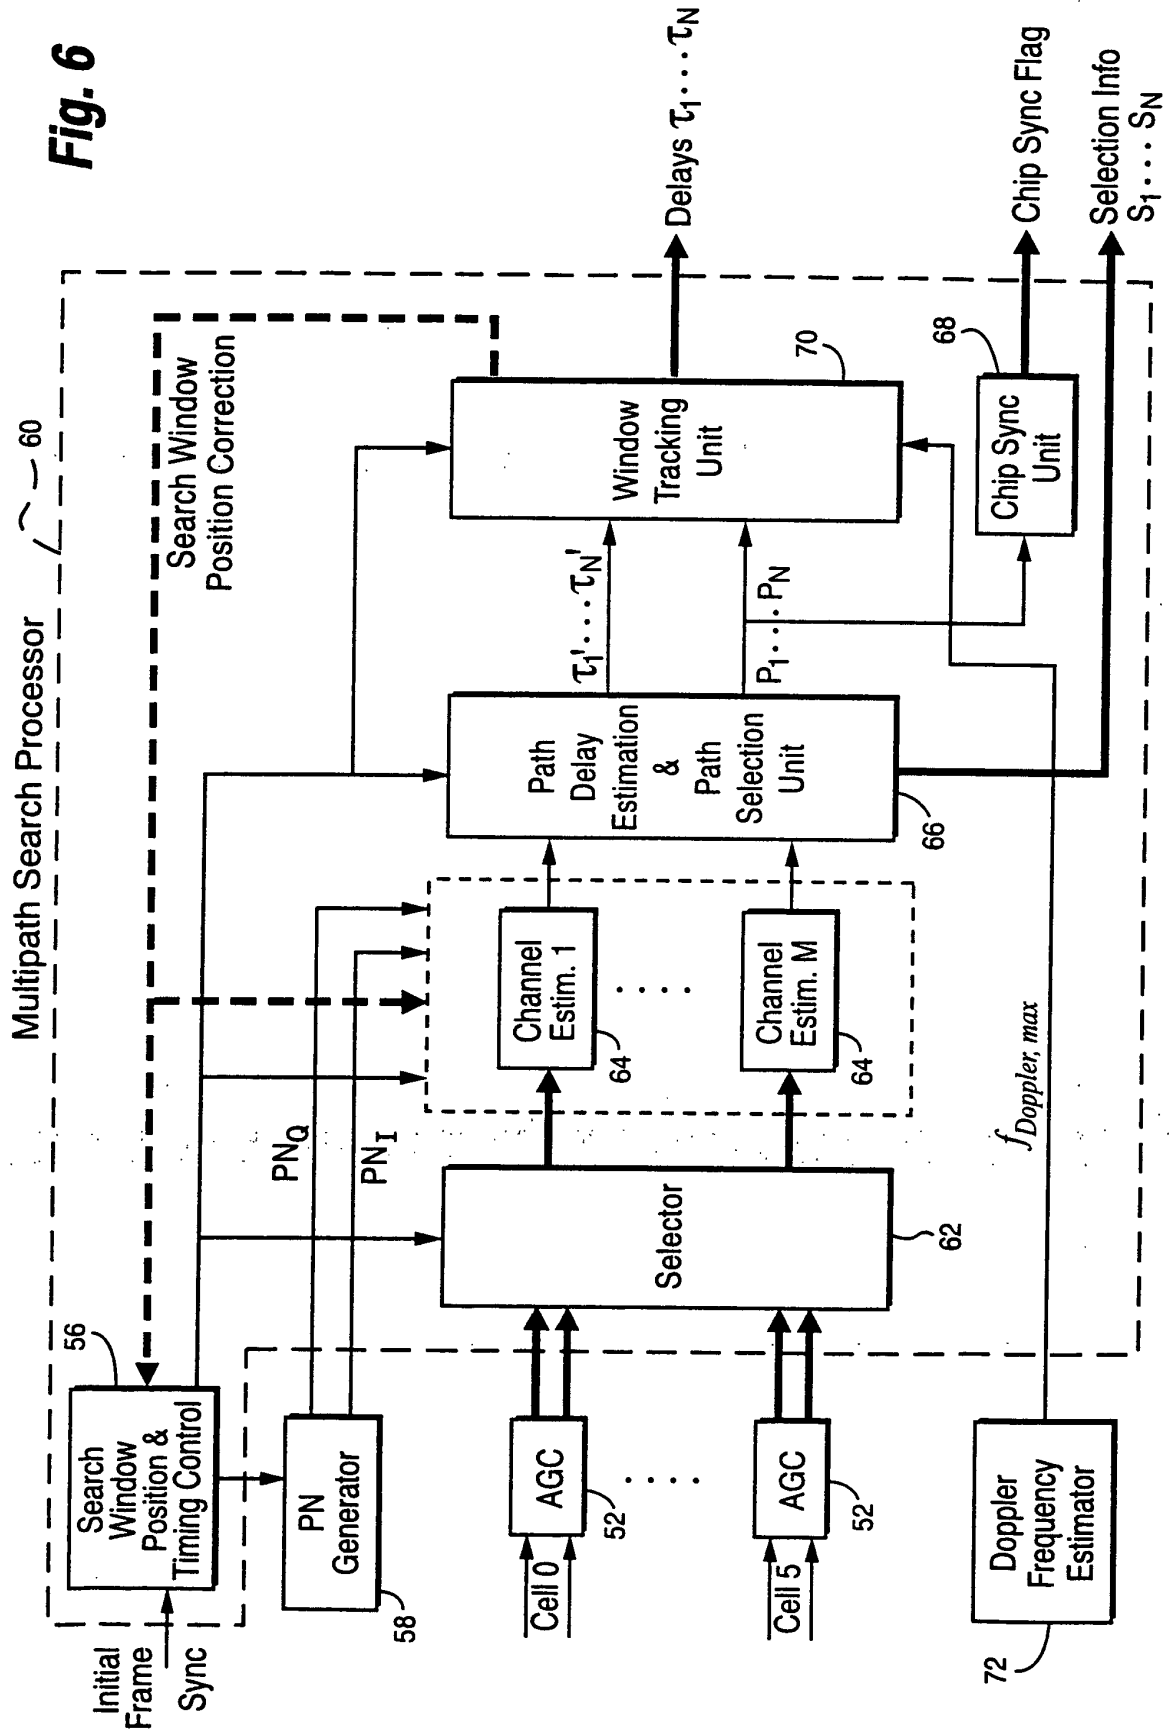 Fig. 6
Multipath Search Processor
60
Initial
Frame
Sync
Search
Window
Position &
Timing Control
56
Search Window
Position Correction
PN
Generator
58
PNQ
PNI
Cell 0
AGC
52
. . . .
Cell 5
AGC
52
Selector
62
Channel
Estim. 1
64
. . . .
Channel
Estim. M
64
Path
Delay
Estimation
&
Path
Selection
Unit
66
τ1' . . . τN'
P1 . . . PN
Window
Tracking
Unit
70
Delays τ1 . . . τN
Chip Sync
Unit
68
Chip Sync Flag
Selection Info
S1 . . . . SN
Doppler
Frequency
Estimator
72
fDoppler, max